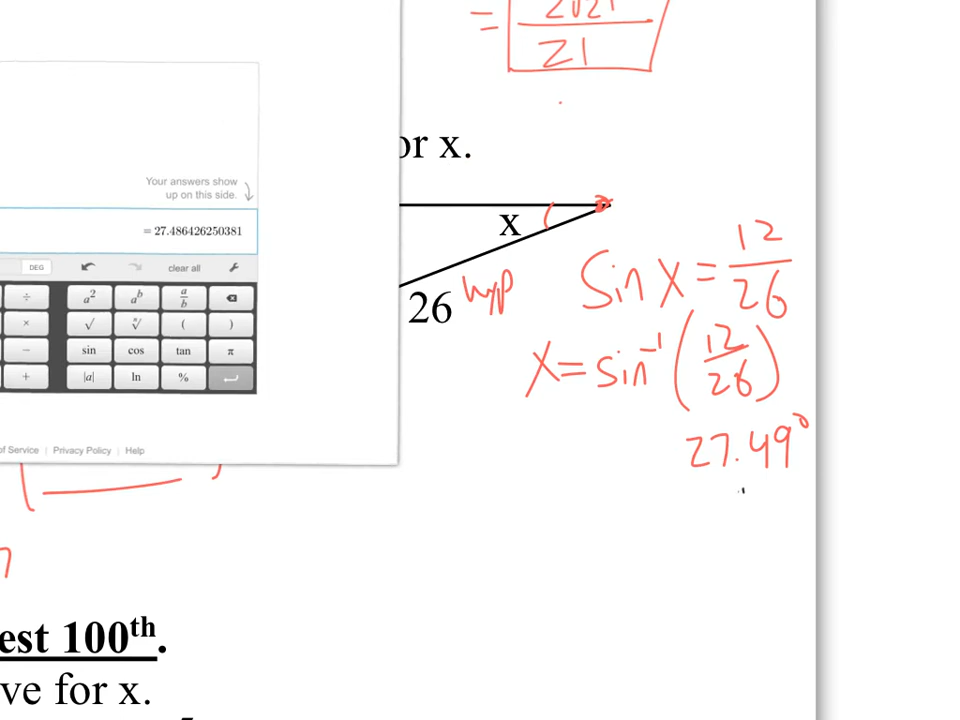 =
21
or x.
Your answers show
up on this side.
= 27.486426250381
DEG clear all
÷ a² aᵇ a/b
× √ ⁿ√ ( )
− sin cos tan π
+ |a| ln %
x
26 hyp
Sin X = 12/26
X = sin⁻¹(12/26)
27.49°
of Service | Privacy Policy | Help
est 100th.
ve for x.